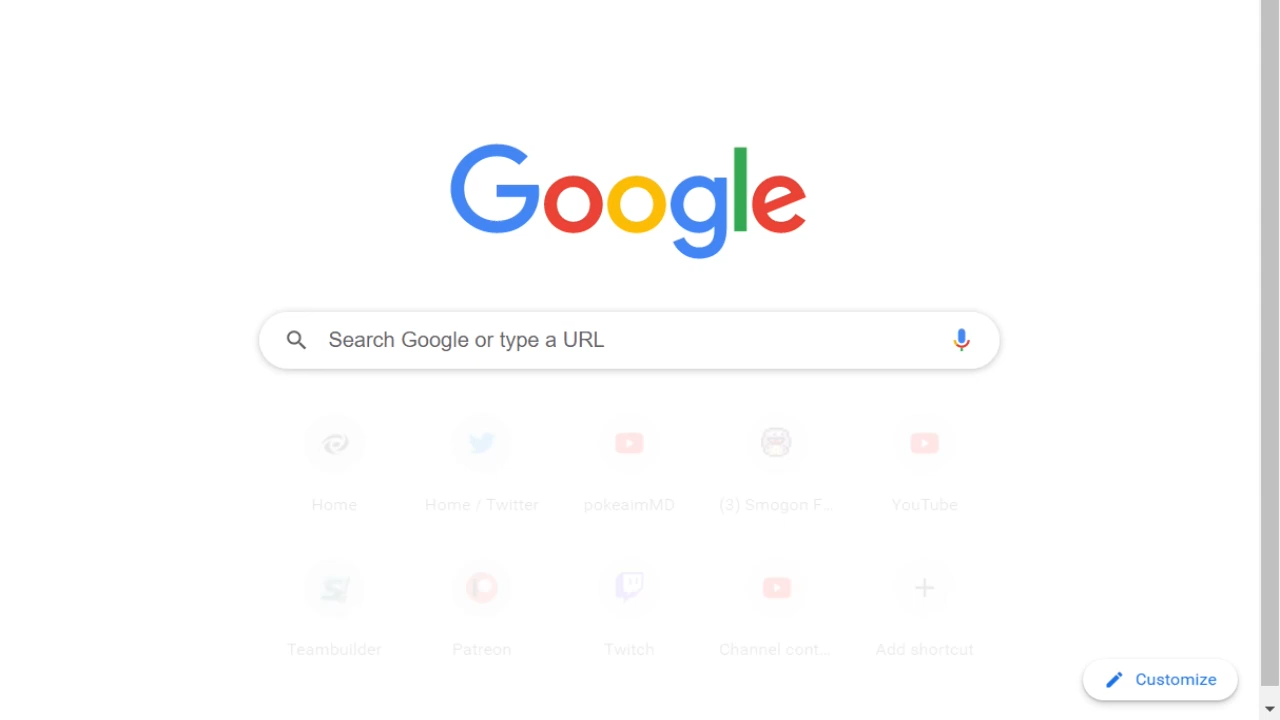 Google
Search Google or type a URL
Home
Home / Twitter
pokeaimMD
(3) Smogon F...
YouTube
Teambuilder
Patreon
Twitch
Channel cont...
Add shortcut
Customize